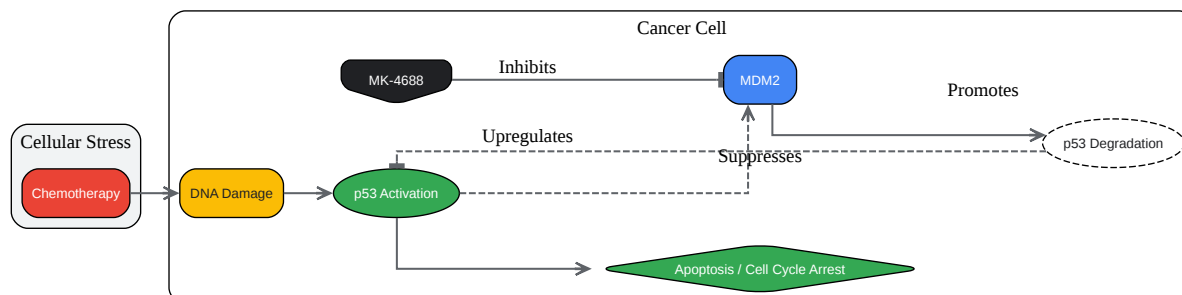 Cancer Cell
MK-4688
Inhibits
MDM2
Promotes
Cellular Stress
Upregulates
Suppresses
p53 Degradation
Chemotherapy
DNA Damage
p53 Activation
Apoptosis / Cell Cycle Arrest